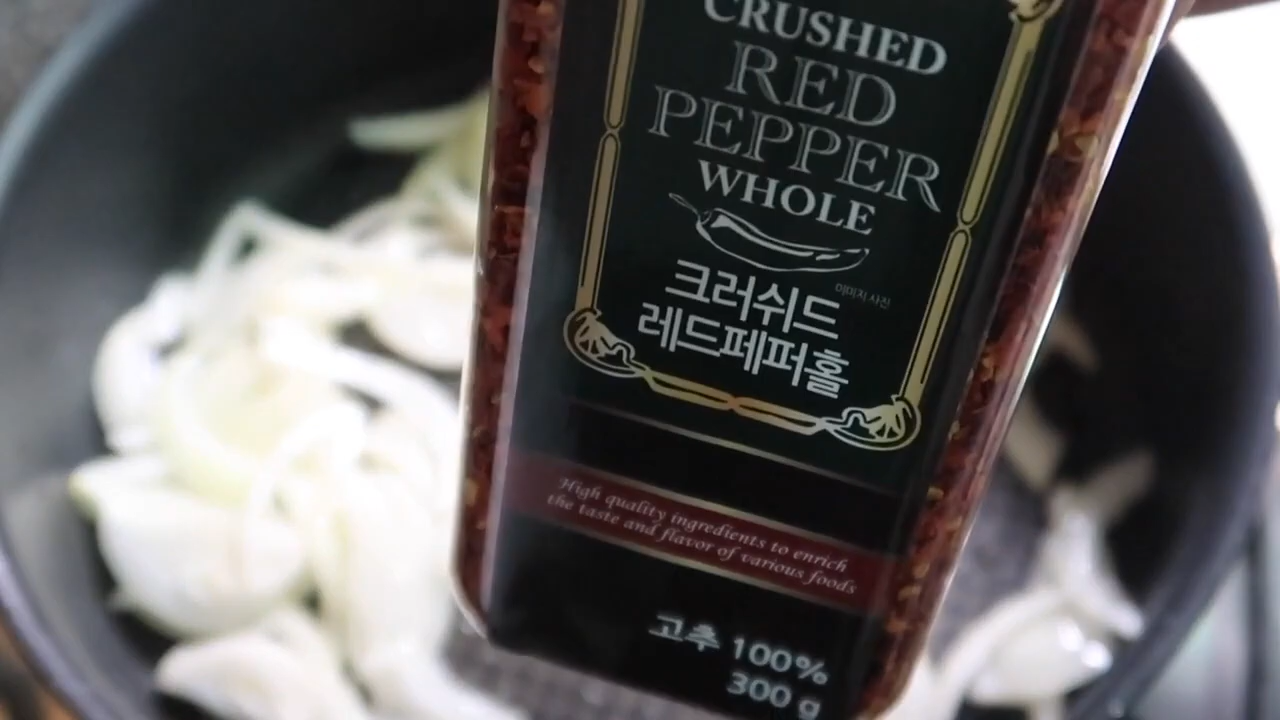 CRUSHED
RED
PEPPER
WHOLE
이미지 사진
크러쉬드
레드페퍼홀
High quality ingredients to enrich
the taste and flavor of various foods
고추 100%
300 g